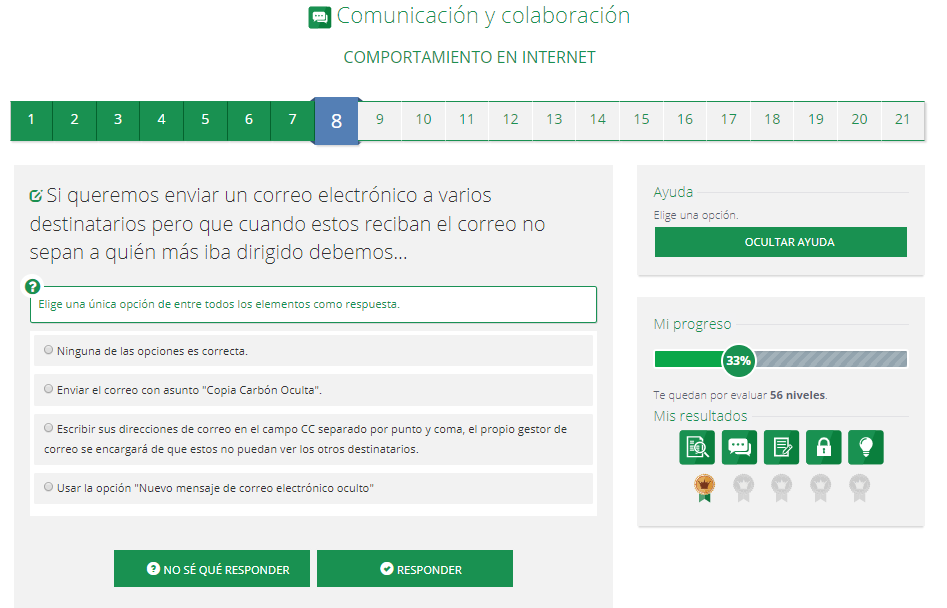 Comunicación y colaboración
COMPORTAMIENTO EN INTERNET
1 2 3 4 5 6 7 8 9 10 11 12 13 14 15 16 17 18 19 20 21
Si queremos enviar un correo electrónico a varios
destinatarios pero que cuando estos reciban el correo no
sepan a quién más iba dirigido debemos...
Elige una única opción de entre todos los elementos como respuesta.
Ninguna de las opciones es correcta.
Enviar el correo con asunto "Copia Carbón Oculta".
Escribir sus direcciones de correo en el campo CC separado por punto y coma, el propio gestor de
correo se encargará de que estos no puedan ver los otros destinatarios.
Usar la opción "Nuevo mensaje de correo electrónico oculto"
NO SÉ QUÉ RESPONDER
RESPONDER
Ayuda
Elige una opción.
OCULTAR AYUDA
Mi progreso
33%
Te quedan por evaluar 56 niveles.
Mis resultados